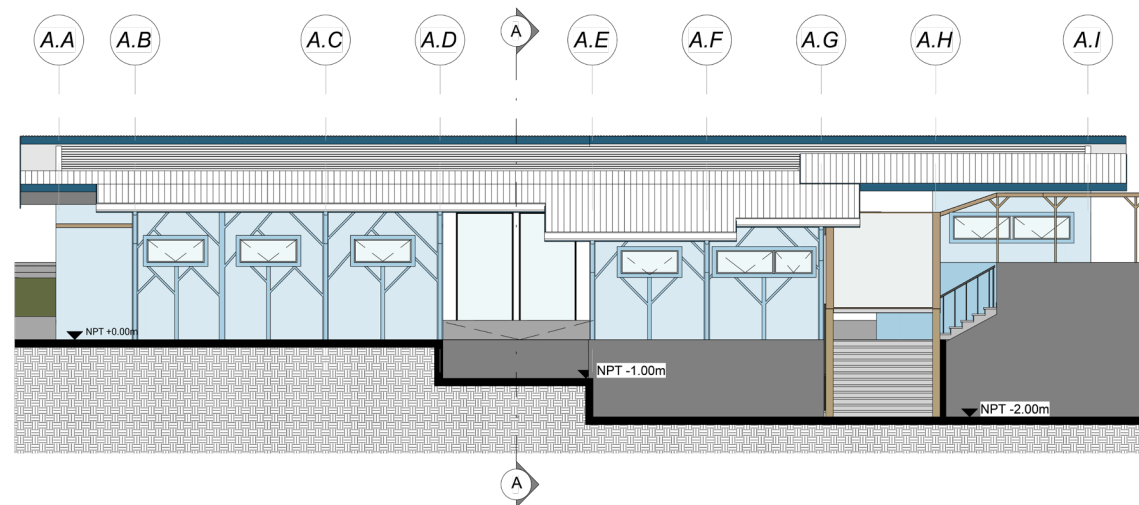 A
A.A
A.B
A.C
A.D
A.E
A.F
A.G
A.H
A.I
NPT +0.00m
NPT -1.00m
NPT -2.00m
A